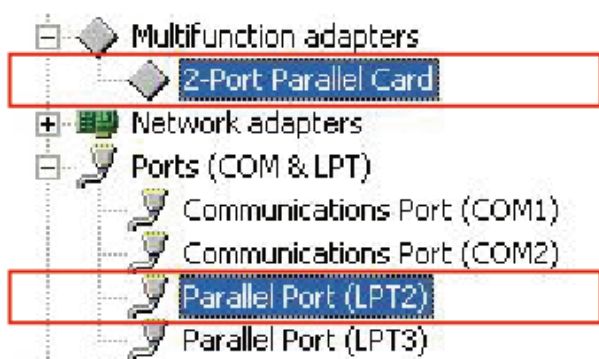 Multifunction adapters
2-Port Parallel Card
Network adapters
Ports (COM & LPT)
Communications Port (COM1)
Communications Port (COM2)
Parallel Port (LPT2)
Parallel Port (LPT3)